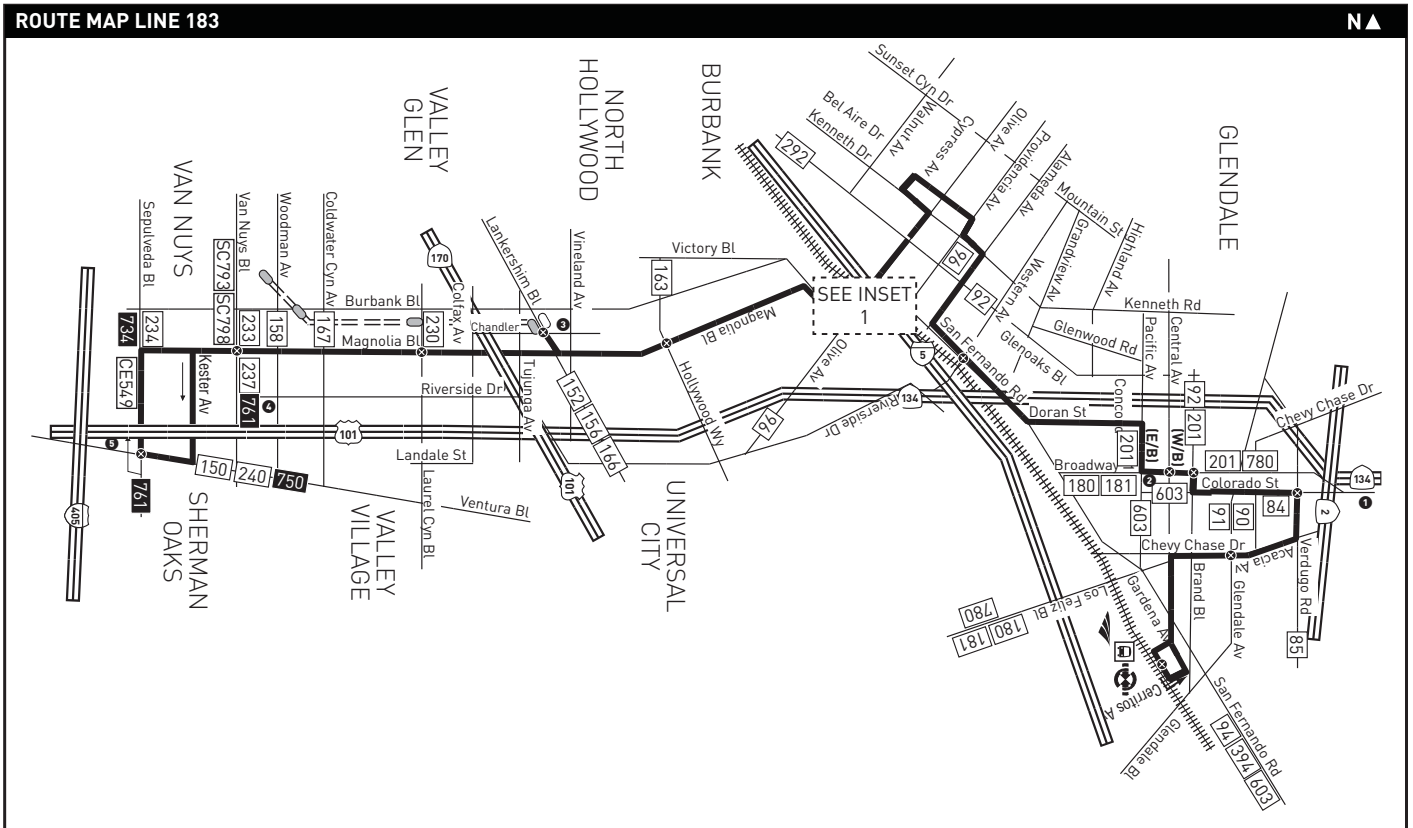 ROUTE MAP LINE 183
N
Sunset Cyn Dr
Bel Aire Dr
Kenneth Dr
Walnut Av
Cypress Av
Olive Av
Providencia Av
Alameda Av
Mountain St
Grandview Av
Highland Av
Western Av
292
96
92
BURBANK
NORTH
HOLLYWOOD
VALLEY
GLEN
VAN NUYS
GLENDALE
Sepulveda Bl
Van Nuys Bl
Woodman Av
Coldwater Cyn Av
SC793
SC798
170
Colfax Av
Lankershim Bl
Vineland Av
Victory Bl
163
SEE INSET
1
Kenneth Rd
Glenwood Rd
Glenoaks Bl
Pacific Av
Central Av
Burbank Bl
Chandler
3
734
234
233
158
167
230
Magnolia Bl
Magnolia Bl
San Fernando Rd
5
CE549
Kester Av
237
761
4
Riverside Dr
Tujunga Av
152
156
166
Hollywood Wy
Olive Av
96
Riverside Dr
134
Doran St
Concord
92
201
Chevy Chase Dr
5
101
Landale St
Laurel Cyn Bl
101
150
240
750
Ventura Bl
761
405
SHERMAN
OAKS
VALLEY
VILLAGE
UNIVERSAL
CITY
201
(E/B)
(W/B)
201
780
134
Broadway
2
180
181
603
Colorado St
1
603
91
90
84
2
Chevy Chase Dr
Acacia Av
Verdugo Rd
Gardena Av
Brand Bl
Glendale Av
Los Feliz Bl
780
181
180
85
Cerritos Av
Glendale Bl
San Fernando Rd
94
394
603